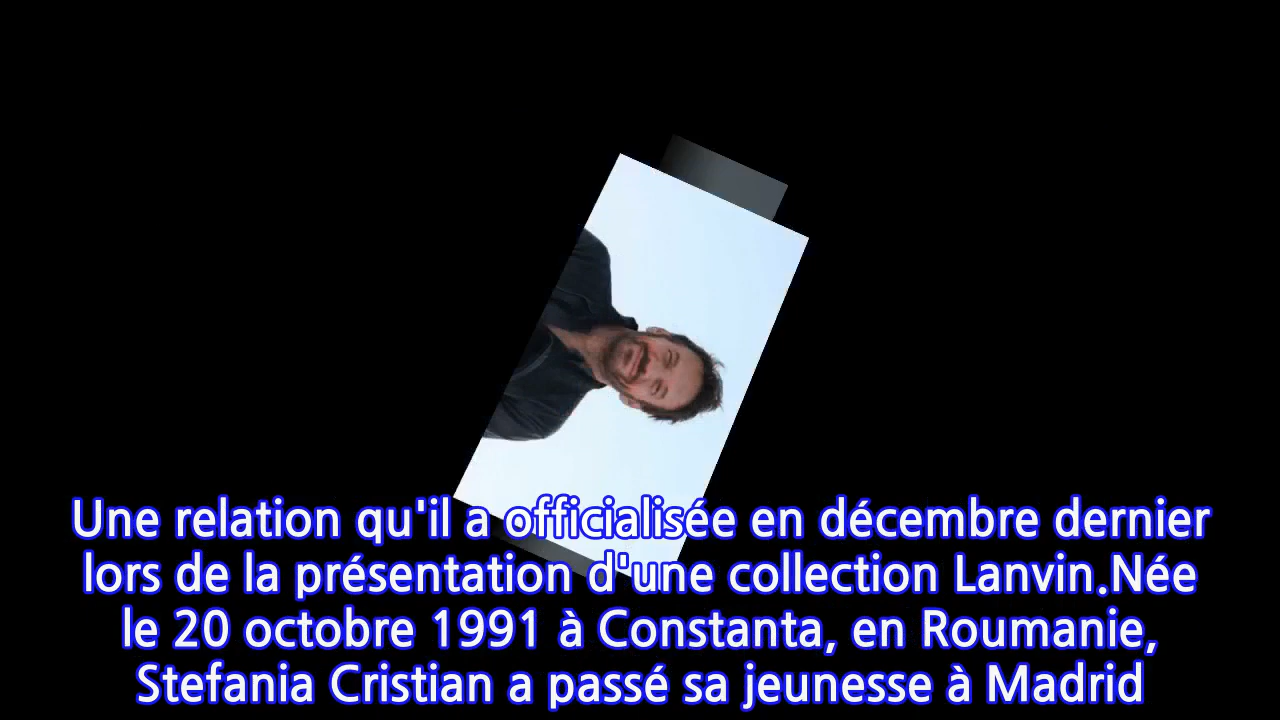 Une relation qu'il a officialisée en décembre dernier
lors de la présentation d'une collection Lanvin.Née
le 20 octobre 1991 à Constanta, en Roumanie,
Stefania Cristian a passé sa jeunesse à Madrid